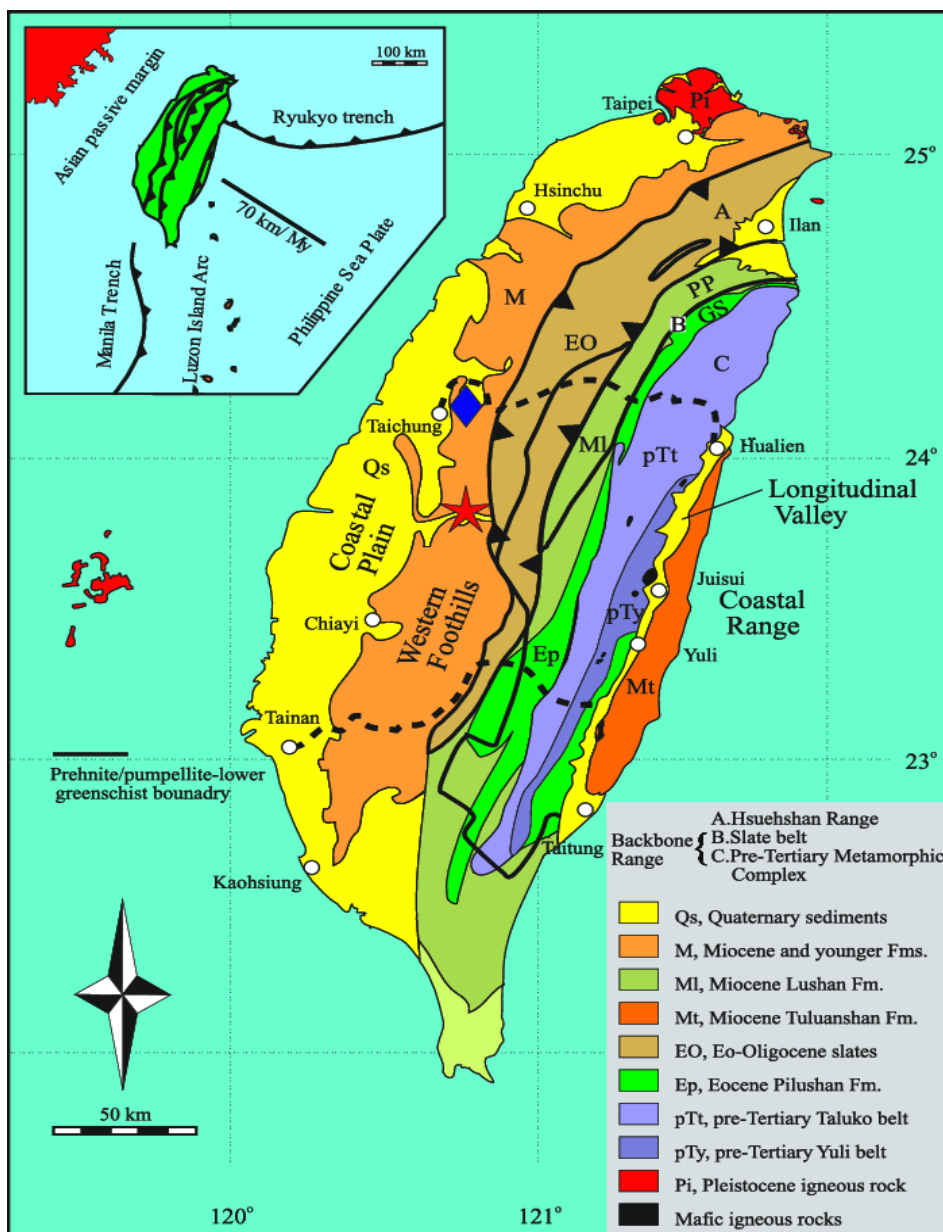 100 km
Asian passive margin
Ryukyo trench
70 km/My
Manila Trench
Luzon Island Arc
Philippine Sea Plate
Taipei
Pi
25°
Hsinchu
A
Ilan
M
PP
GS
B
EO
C
Taichung
Ml
Hualien
24°
Qs
pTt
Longitudinal
Valley
Coastal
Plain
Juisui
Coastal
Range
Chiayi
Western
Foothills
pTy
Yuli
Ep
Mt
Tainan
23°
Prehnite/pumpellite-lower
greenschist bounadry
Taitung
Kaohsiung
A.Hsuehshan Range
Backbone
Range
B.Slate belt
C.Pre-Tertiary Metamorphic
Complex
Qs, Quaternary sediments
M, Miocene and younger Fms.
Ml, Miocene Lushan Fm.
Mt, Miocene Tuluanshan Fm.
EO, Eo-Oligocene slates
Ep, Eocene Pilushan Fm.
pTt, pre-Tertiary Taluko belt
pTy, pre-Tertiary Yuli belt
Pi, Pleistocene igneous rock
Mafic igneous rocks
50 km
120°
121°